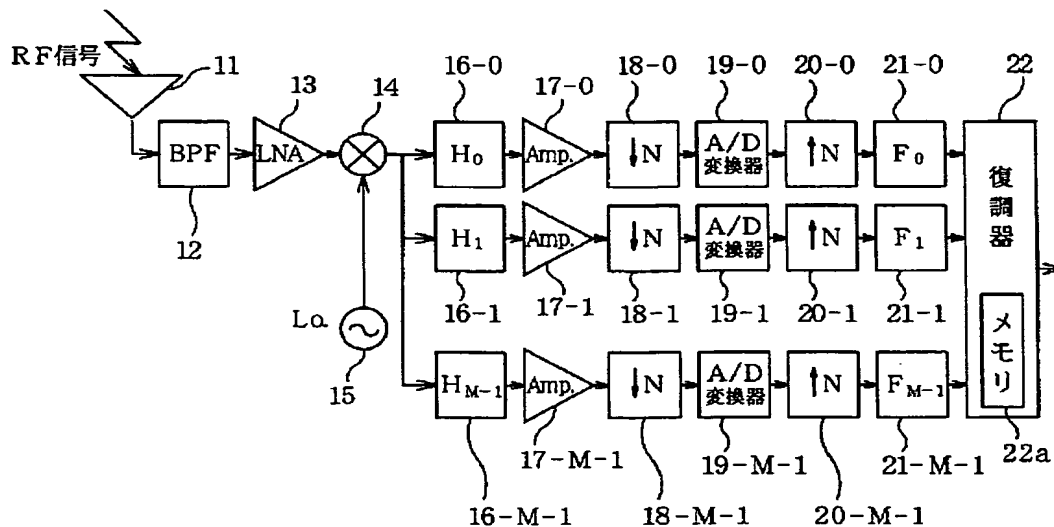 RF信号
11
BPF
12
LNA
13
14
Lo
15
16-0
17-0
18-0
19-0
20-0
21-0
22
H0
Amp.
↓N
A/D
変換器
↑N
F0
H1
Amp.
↓N
A/D
変換器
↑N
F1
16-1
17-1
18-1
19-1
20-1
21-1
HM-1
Amp.
↓N
A/D
変換器
↑N
FM-1
16-M-1
17-M-1
18-M-1
19-M-1
20-M-1
21-M-1
復調器
メモリ
22a